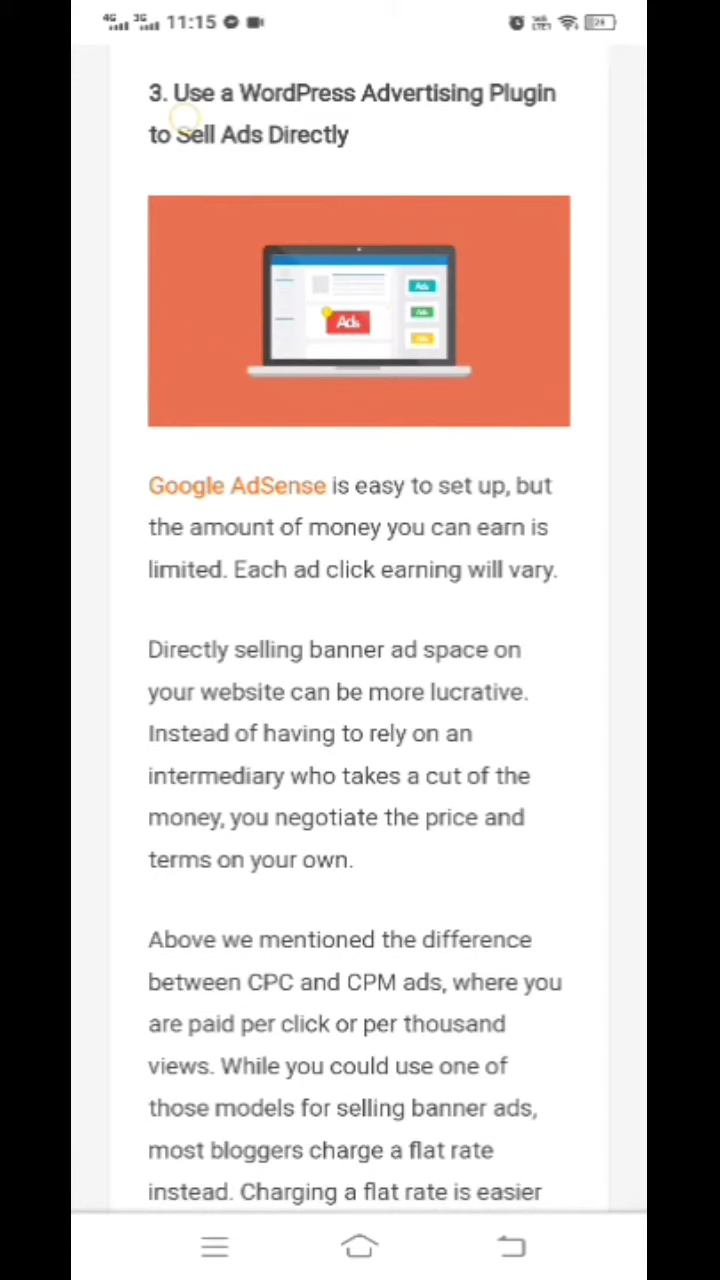 4G 3G 11:15 26
3. Use a WordPress Advertising Plugin
to Sell Ads Directly
Ads
Ads
Ads
Ads
Google AdSense is easy to set up, but
the amount of money you can earn is
limited. Each ad click earning will vary.
Directly selling banner ad space on
your website can be more lucrative.
Instead of having to rely on an
intermediary who takes a cut of the
money, you negotiate the price and
terms on your own.
Above we mentioned the difference
between CPC and CPM ads, where you
are paid per click or per thousand
views. While you could use one of
those models for selling banner ads,
most bloggers charge a flat rate
instead. Charging a flat rate is easier